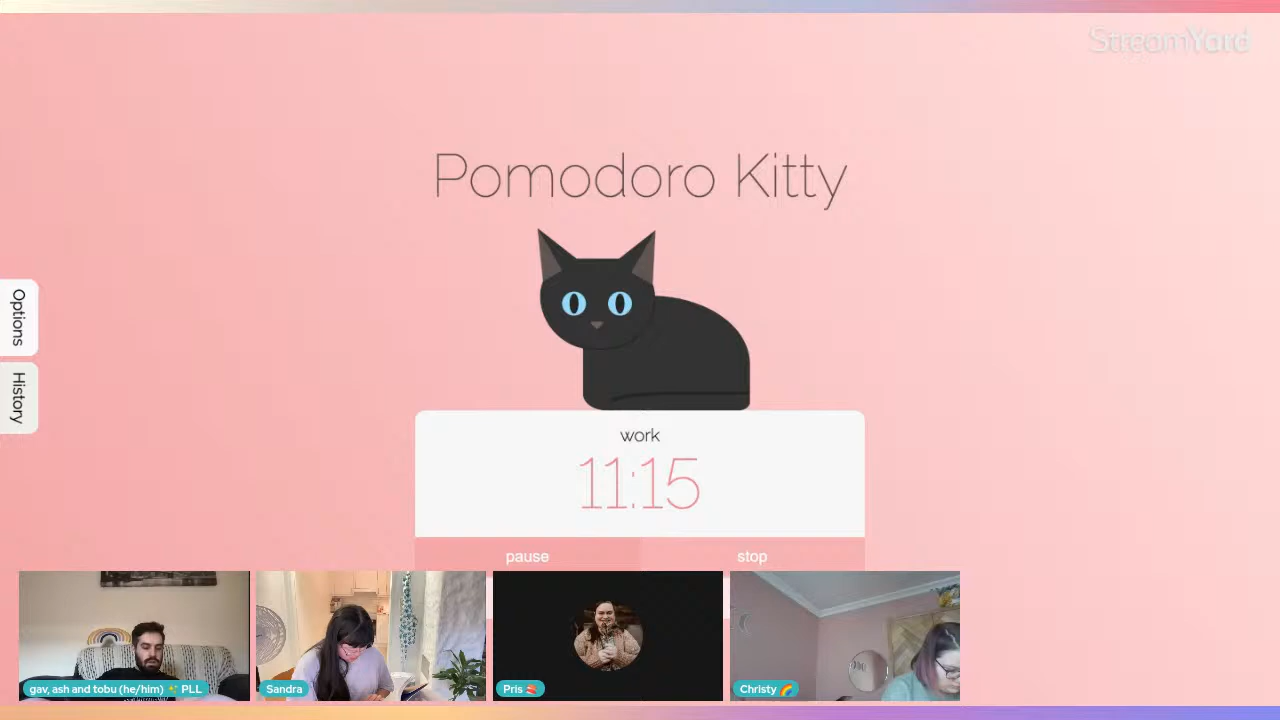 StreamYard
Pomodoro Kitty
Options
History
work
11:15
pause
stop
gav, ash and tobu (he/him) ✨ PLL
Sandra
Pris
Christy 🌈